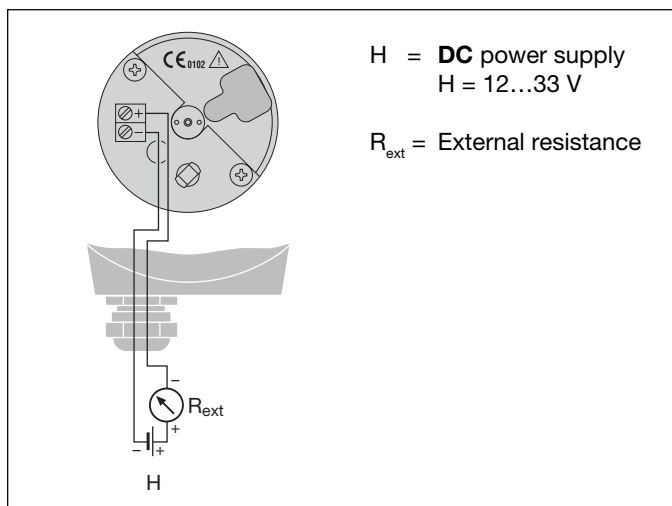 CE 0102
+
−
H = DC power supply
H = 12...33 V
R_ext = External resistance
−
R_ext
+
− +
H